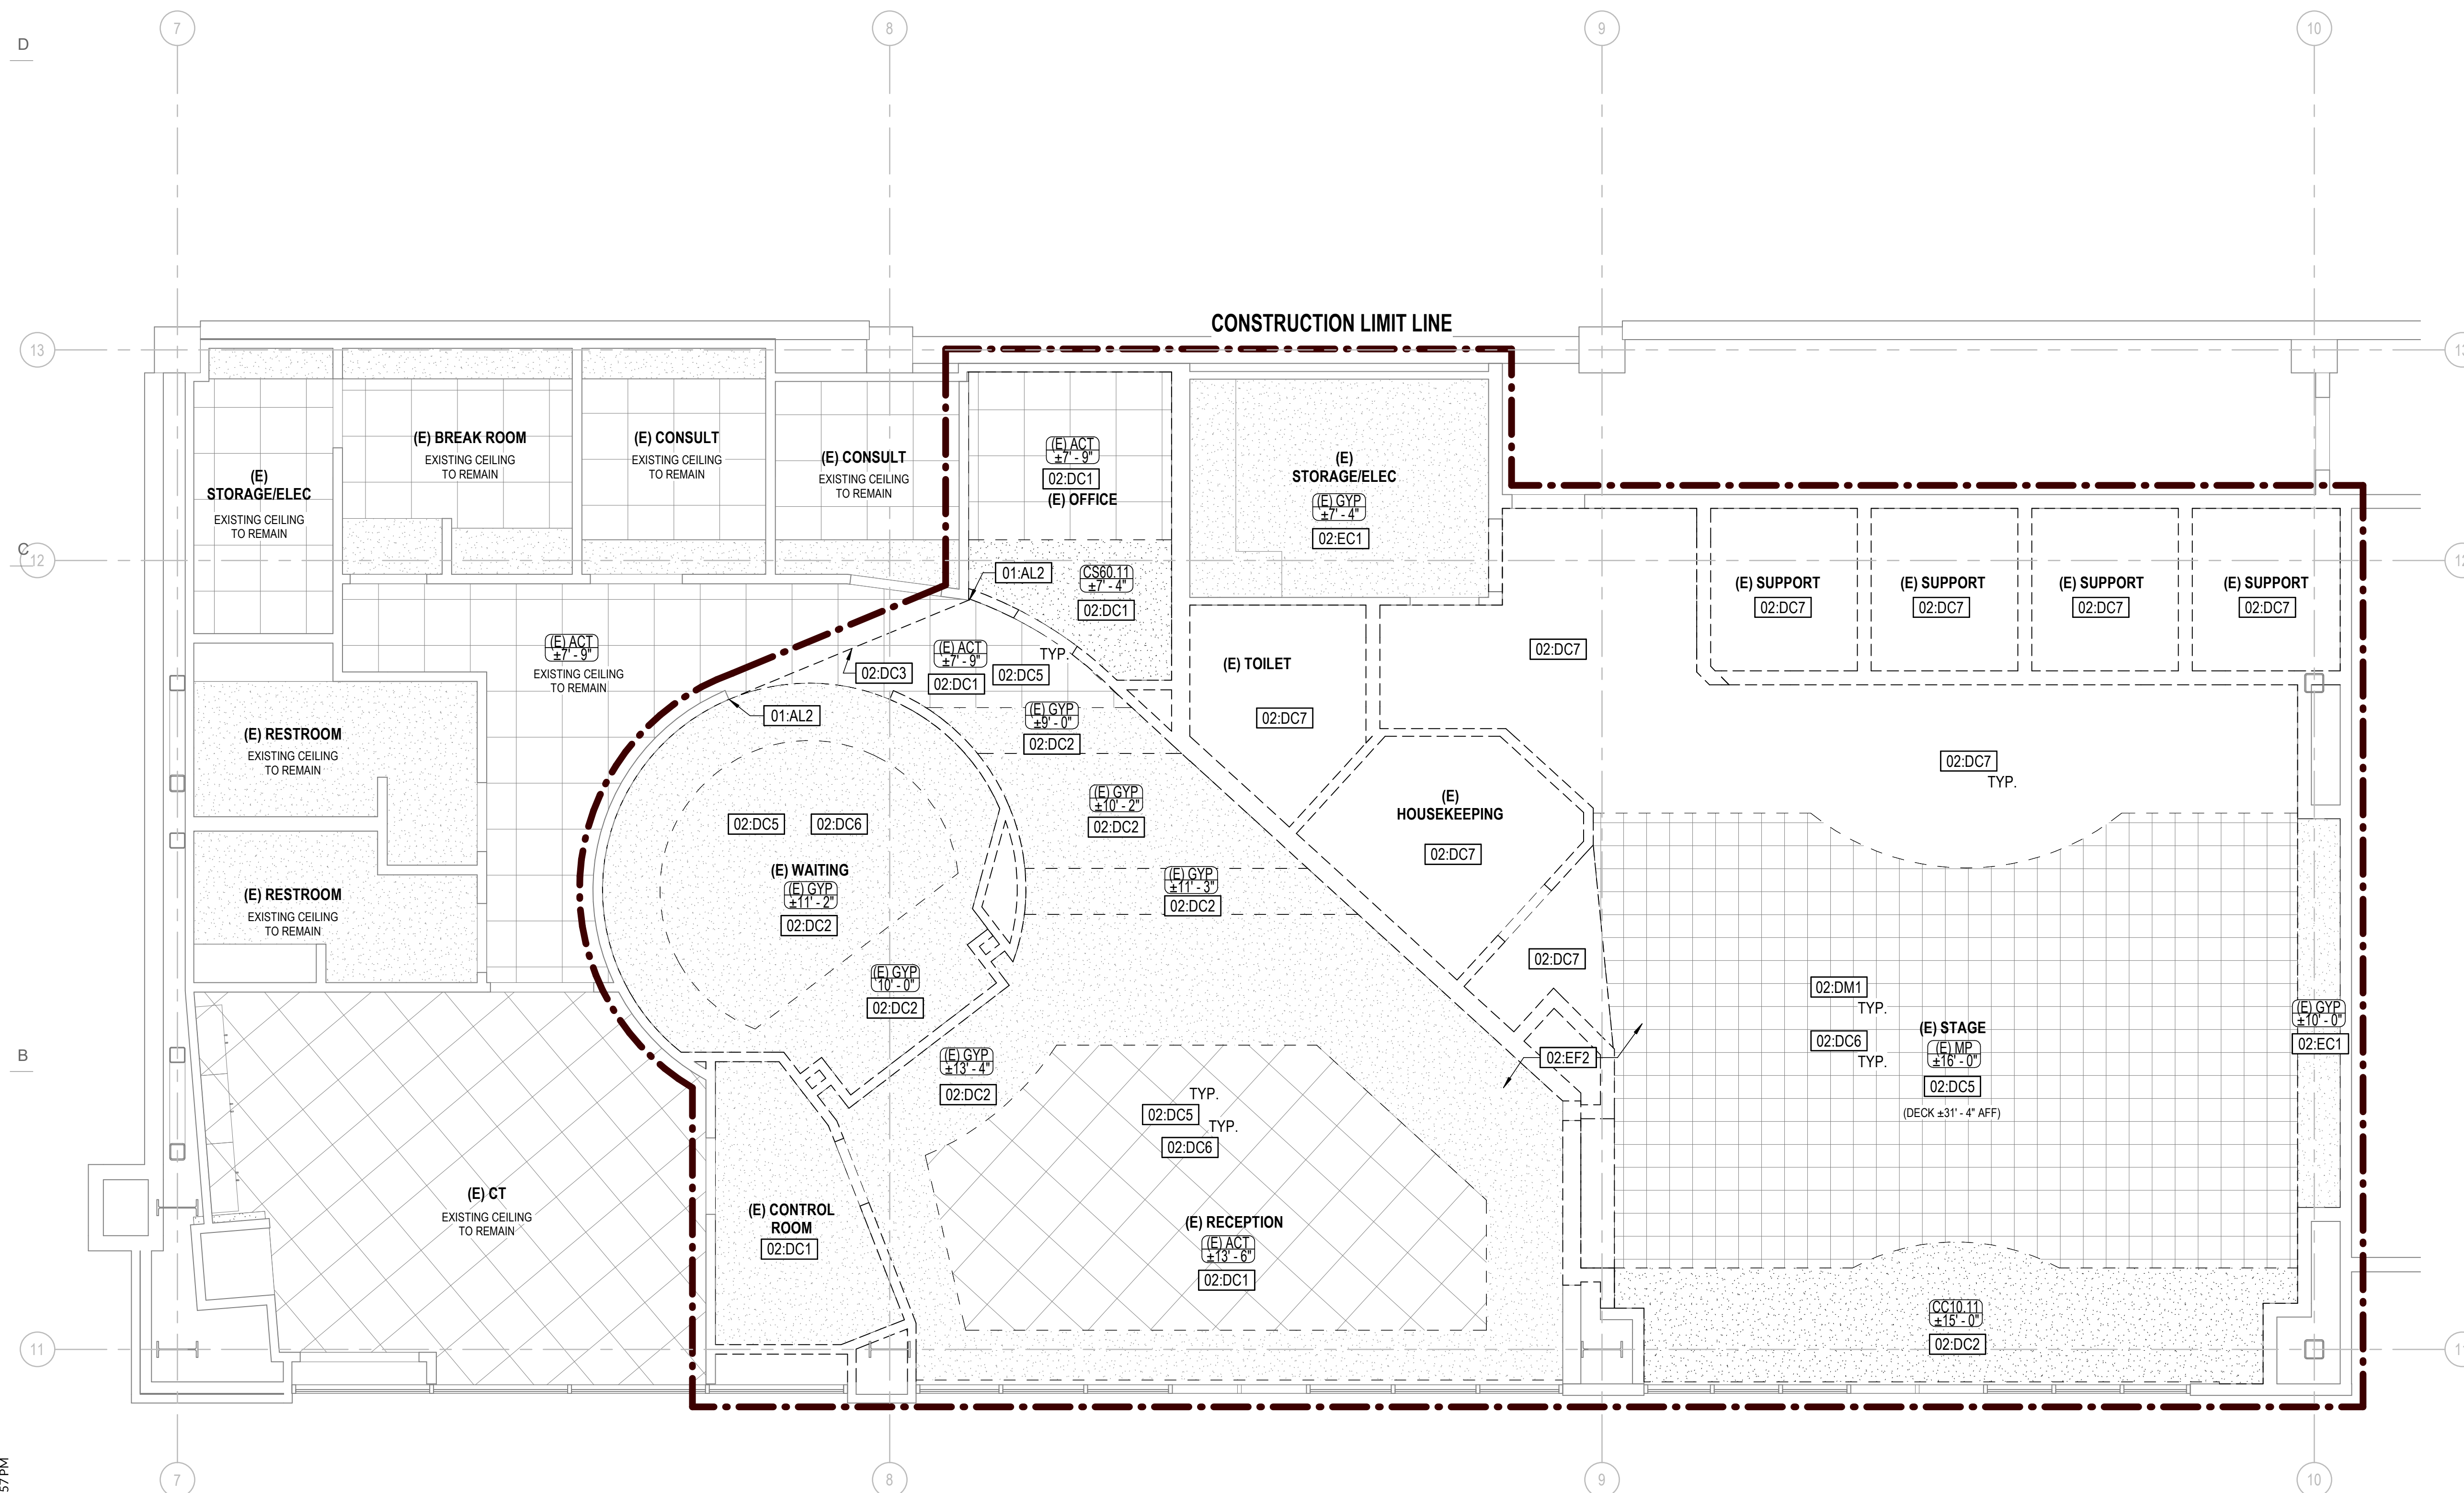 7
8
9
10
D
CONSTRUCTION LIMIT LINE
13
(E) BREAK ROOM
EXISTING CEILING
TO REMAIN
(E) CONSULT
EXISTING CEILING
TO REMAIN
(E) CONSULT
EXISTING CEILING
TO REMAIN
(E)
STORAGE/ELEC
EXISTING CEILING
TO REMAIN
(E) ACT
±7' - 9"
02:DC1
(E) OFFICE
(E)
STORAGE/ELEC
(E) GYP
±7' - 4"
02:EC1
C
12
01:AL2
CS60.11
±7' - 4"
02:DC1
(E) SUPPORT
02:DC7
(E) SUPPORT
02:DC7
(E) SUPPORT
02:DC7
(E) SUPPORT
02:DC7
(E) ACT
±7' - 9"
EXISTING CEILING
TO REMAIN
02:DC3
(E) ACT
±7' - 9"
02:DC1
TYP.
02:DC5
(E) TOILET
02:DC7
02:DC7
01:AL2
(E) GYP
±9' - 0"
02:DC2
(E) RESTROOM
EXISTING CEILING
TO REMAIN
02:DC7
TYP.
(E) GYP
±10' - 2"
02:DC2
(E)
HOUSEKEEPING
02:DC7
02:DC5
02:DC6
(E) WAITING
(E) GYP
±11' - 2"
02:DC2
(E) GYP
±11' - 3"
02:DC2
(E) RESTROOM
EXISTING CEILING
TO REMAIN
(E) GYP
10' - 0"
02:DC2
02:DC7
02:DM1
TYP.
02:DC6
TYP.
(E) STAGE
(E) MP
±16' - 0"
02:DC5
(DECK ±31' - 4" AFF)
(E) GYP
±10' - 0"
02:EC1
B
(E) GYP
±13' - 4"
02:DC2
02:EF2
TYP.
02:DC5
TYP.
02:DC6
(E) CT
EXISTING CEILING
TO REMAIN
(E) CONTROL
ROOM
02:DC1
(E) RECEPTION
(E) ACT
±13' - 6"
02:DC1
CC10.11
±15' - 0"
02:DC2
11
57 PM
7
8
9
10